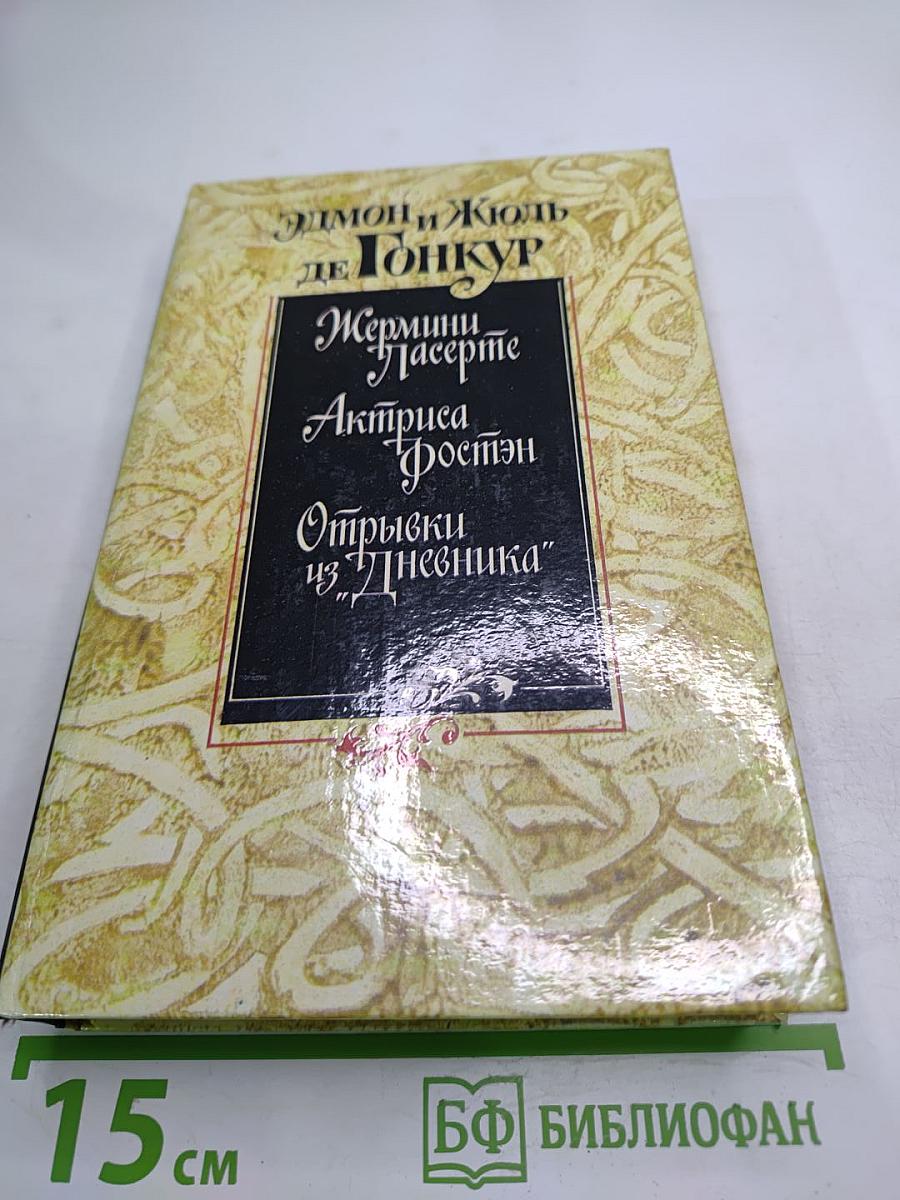 Эдмон и Жюль
де Гонкур
Жермини
Ласерте
Актриса
Фостэн
Отрывки
из „Дневника"
15 см
БФ БИБЛИОФАН